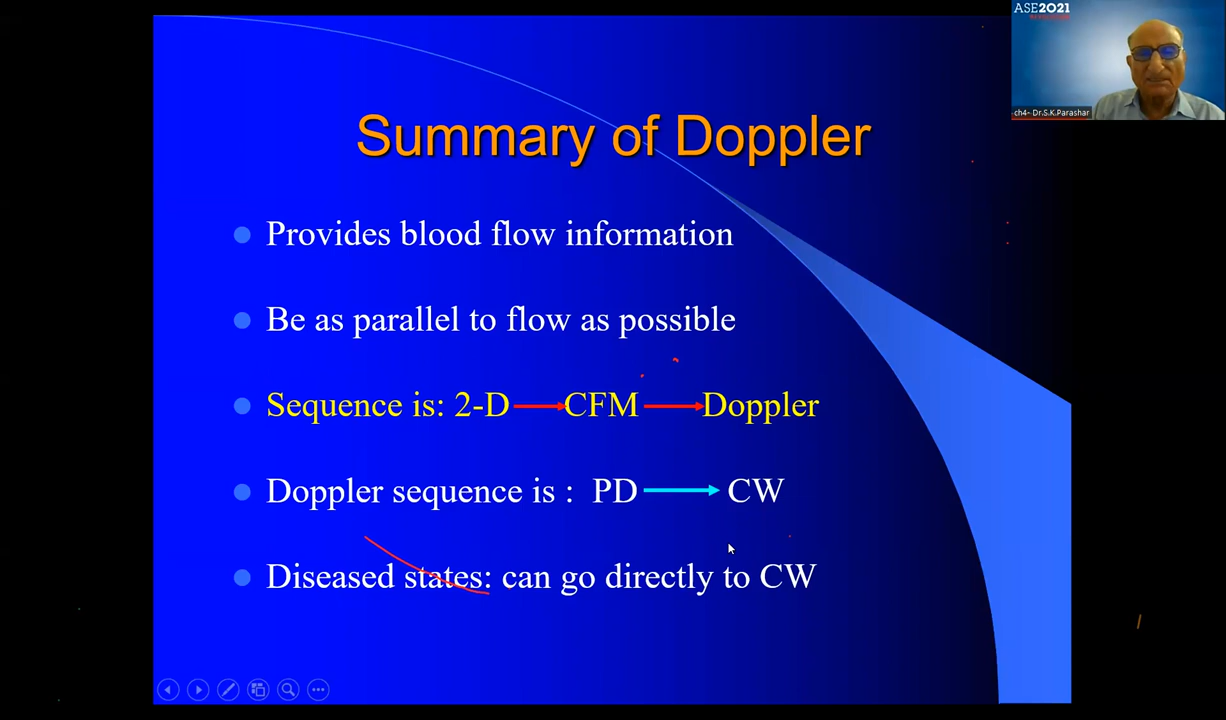 ASE2021
ch4- Dr.S.K.Parashar
Summary of Doppler
Provides blood flow information
Be as parallel to flow as possible
Sequence is: 2-D CFM Doppler
Doppler sequence is : PD CW
Diseased states: can go directly to CW